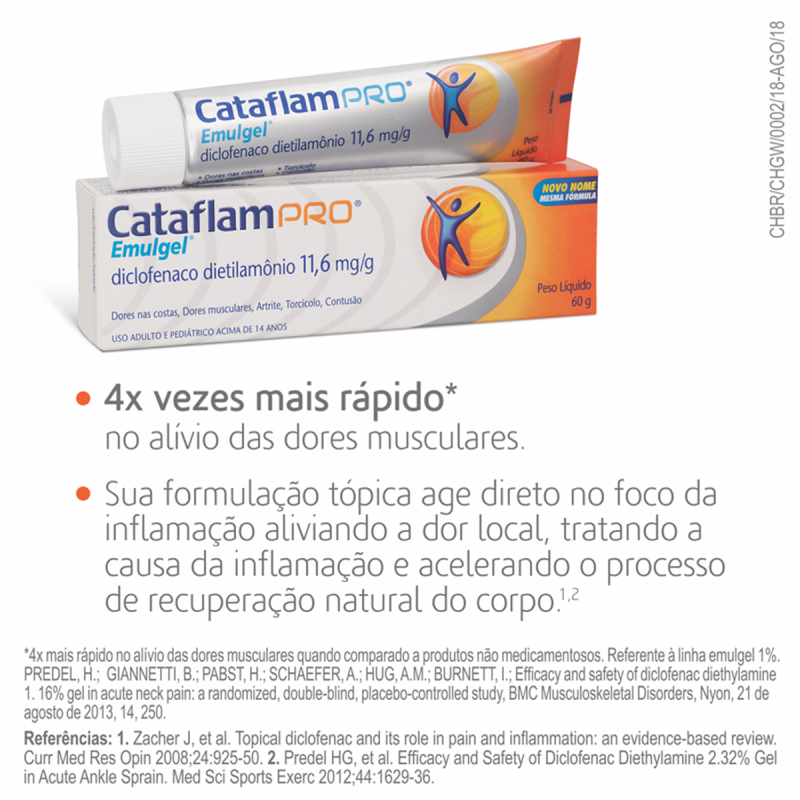 CataflamPRO®
Emulgel®
diclofenaco dietilamônio 11,6 mg/g
• Dores nas costas • Torcicolo
Peso
Líquido
60 g
NOVO NOME
MESMA FÓRMULA
CataflamPRO®
Emulgel®
diclofenaco dietilamônio 11,6 mg/g
Dores nas costas, Dores musculares, Artrite, Torcicolo, Contusão
USO ADULTO E PEDIÁTRICO ACIMA DE 14 ANOS
Peso Líquido
60 g
CHBR/CHGW/0002/18-AGO/18
• 4x vezes mais rápido*
no alívio das dores musculares.
• Sua formulação tópica age direto no foco da
inflamação aliviando a dor local, tratando a
causa da inflamação e acelerando o processo
de recuperação natural do corpo.1,2
*4x mais rápido no alívio das dores musculares quando comparado a produtos não medicamentosos. Referente à linha emulgel 1%.
PREDEL, H.; GIANNETTI, B.; PABST, H.; SCHAEFER, A.; HUG, A.M.; BURNETT, I.; Efficacy and safety of diclofenac diethylamine
1. 16% gel in acute neck pain: a randomized, double-blind, placebo-controlled study, BMC Musculoskeletal Disorders, Nyon, 21 de
agosto de 2013, 14, 250.
Referências: 1. Zacher J, et al. Topical diclofenac and its role in pain and inflammation: an evidence-based review.
Curr Med Res Opin 2008;24:925-50. 2. Predel HG, et al. Efficacy and Safety of Diclofenac Diethylamine 2.32% Gel
in Acute Ankle Sprain. Med Sci Sports Exerc 2012;44:1629-36.